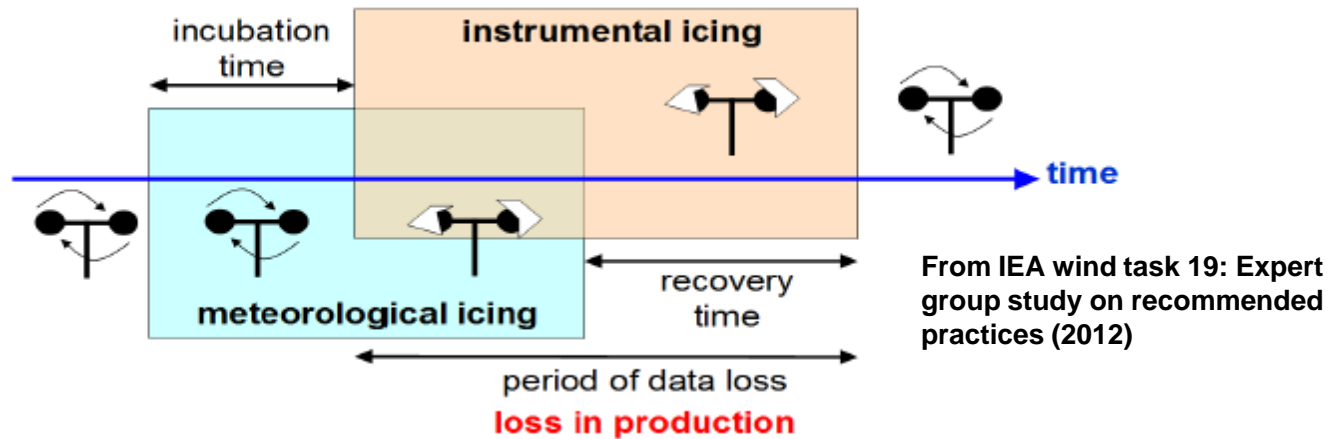 incubation
time
instrumental icing
time
meteorological icing
recovery
time
period of data loss
loss in production
From IEA wind task 19: Expert
group study on recommended
practices (2012)